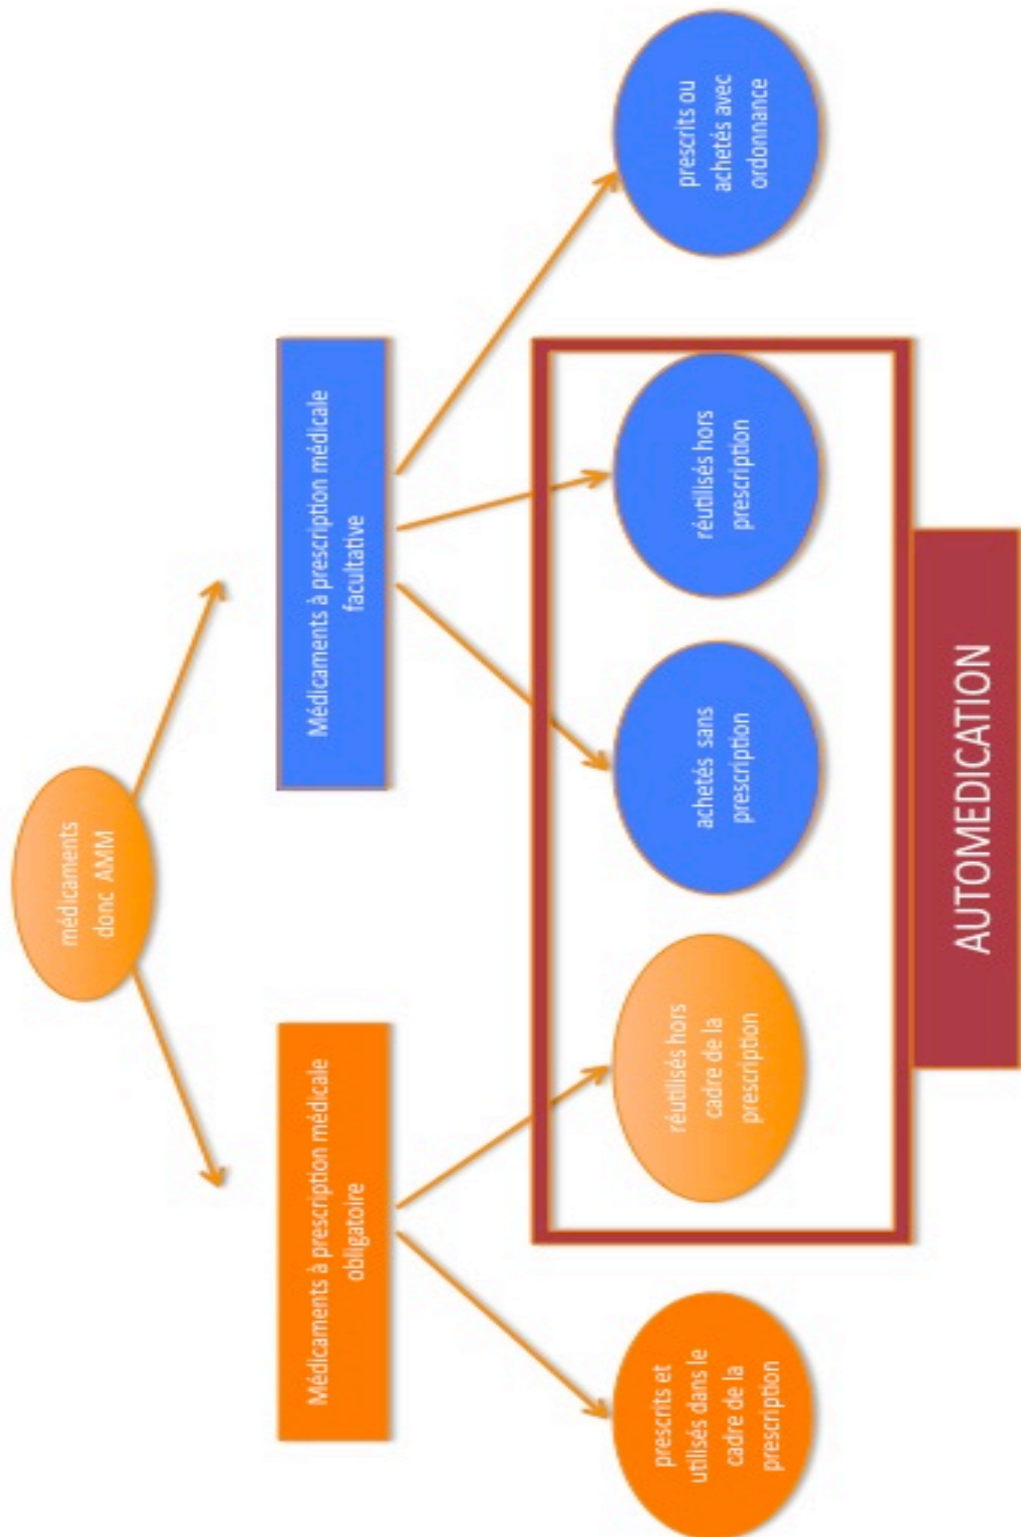 médicaments
donc AMM
Médicaments à prescription médicale
obligatoire
Médicaments à prescription médicale
facultative
prescrits et
utilisés dans le
cadre de la
prescription
réutilisés hors
cadre de la
prescription
achetés sans
prescription
réutilisés hors
prescription
prescrits ou
achetés avec
ordonnance
AUTOMEDICATION